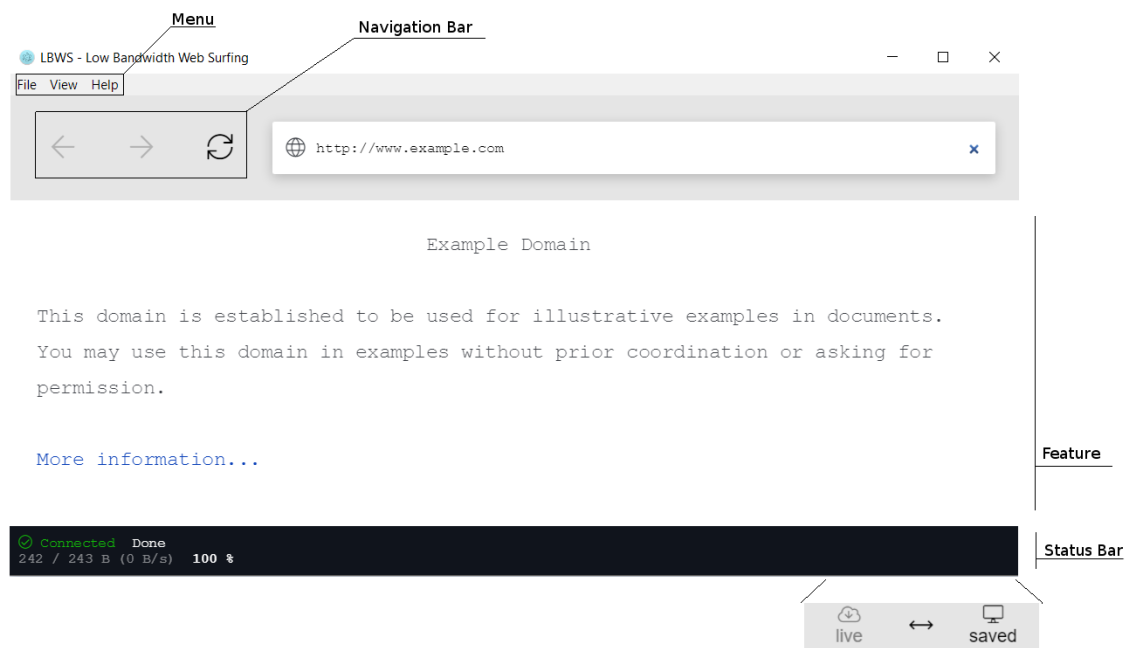 Menu
Navigation Bar
LBWS - Low Bandwidth Web Surfing
File View Help
http://www.example.com
Example Domain
This domain is established to be used for illustrative examples in documents.
You may use this domain in examples without prior coordination or asking for
permission.
More information...
Feature
Connected Done
242 / 243 B (0 B/s) 100 %
Status Bar
live saved